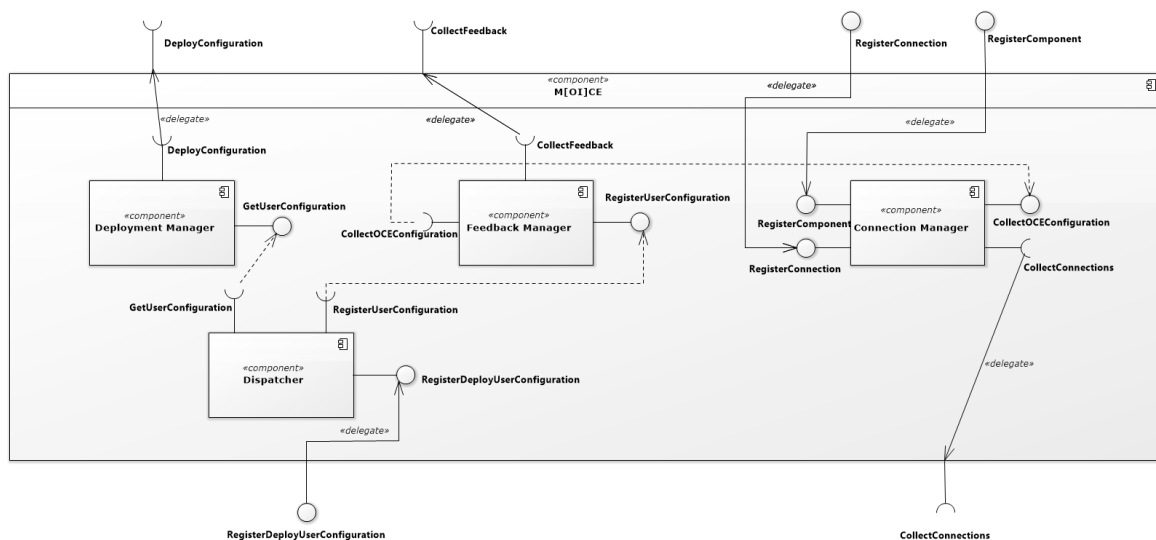 DeployConfiguration
CollectFeedback
RegisterConnection
RegisterComponent
«component»
M[OI]CE
«delegate»
«delegate»
«delegate»
«delegate»
DeployConfiguration
CollectFeedback
«component»
Deployment Manager
GetUserConfiguration
CollectOCEConfiguration
«component»
Feedback Manager
RegisterUserConfiguration
RegisterComponent
RegisterConnection
«component»
Connection Manager
CollectOCEConfiguration
CollectConnections
GetUserConfiguration
RegisterUserConfiguration
«component»
Dispatcher
RegisterDeployUserConfiguration
«delegate»
«delegate»
RegisterDeployUserConfiguration
CollectConnections